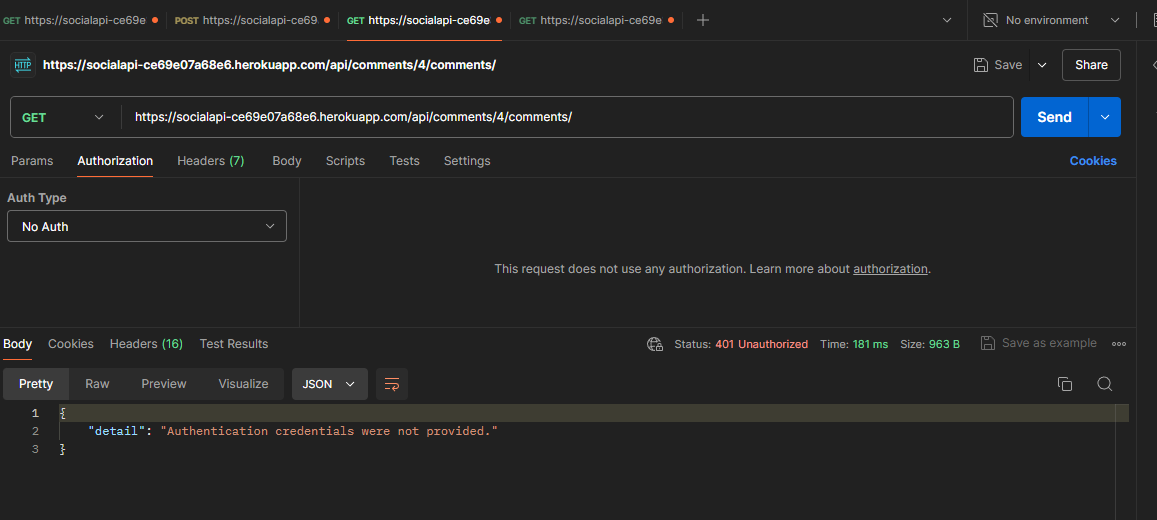 GET https://socialapi-ce69e POST https://socialapi-ce69 GET https://socialapi-ce69e GET https://socialapi-ce69e No environment
HTTP https://socialapi-ce69e07a68e6.herokuapp.com/api/comments/4/comments/ Save Share
GET https://socialapi-ce69e07a68e6.herokuapp.com/api/comments/4/comments/ Send
Params Authorization Headers (7) Body Scripts Tests Settings Cookies
Auth Type
No Auth
This request does not use any authorization. Learn more about authorization.
Body Cookies Headers (16) Test Results Status: 401 Unauthorized Time: 181 ms Size: 963 B Save as example
Pretty Raw Preview Visualize JSON
1 {
2 "detail": "Authentication credentials were not provided."
3 }